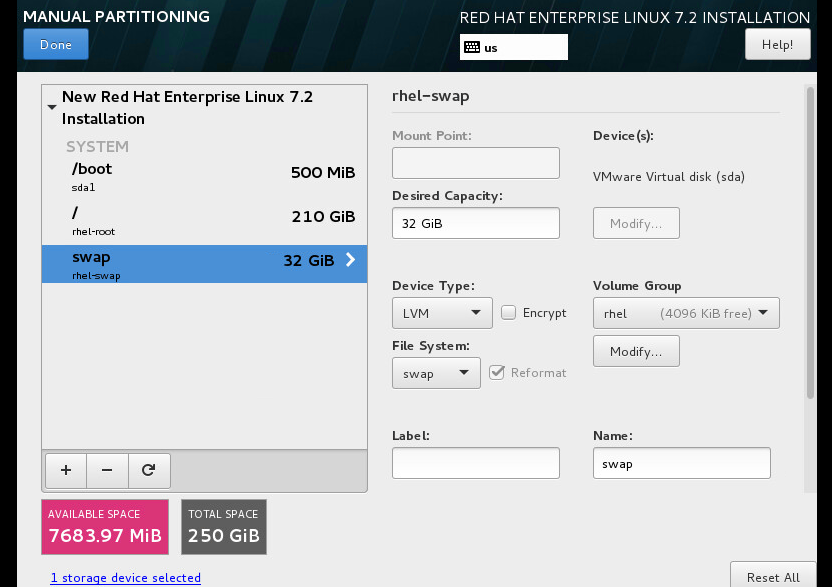 MANUAL PARTITIONING
RED HAT ENTERPRISE LINUX 7.2 INSTALLATION
Done
us
Help!
New Red Hat Enterprise Linux 7.2
Installation
SYSTEM
/boot
500 MiB
sda1
/
210 GiB
rhel-root
swap
32 GiB
rhel-swap
+
−
AVAILABLE SPACE
7683.97 MiB
TOTAL SPACE
250 GiB
1 storage device selected
rhel-swap
Mount Point:
Device(s):
VMware Virtual disk (sda)
Desired Capacity:
32 GiB
Modify...
Device Type:
Volume Group
LVM
Encrypt
rhel (4096 KiB free)
File System:
Modify...
swap
Reformat
Label:
Name:
swap
Reset All